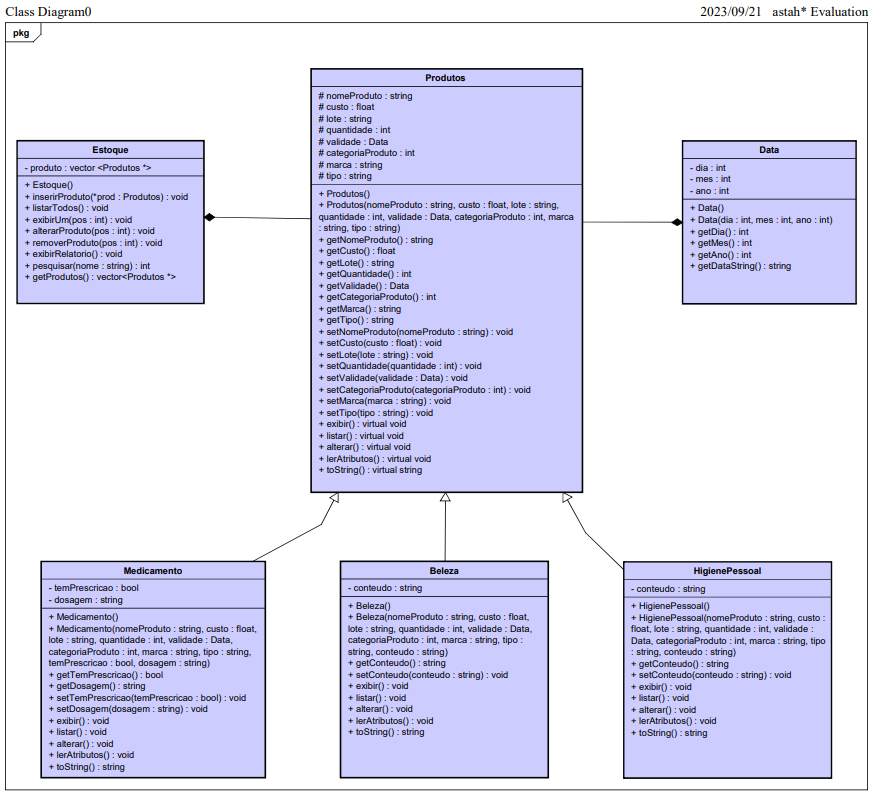 Class Diagram0
2023/09/21 astah* Evaluation
pkg
Produtos
# nomeProduto : string
# custo : float
# lote : string
# quantidade : int
# validade : Data
# categoriaProduto : int
# marca : string
# tipo : string
+ Produtos()
+ Produtos(nomeProduto : string, custo : float, lote : string,
quantidade : int, validade : Data, categoriaProduto : int, marca
: string, tipo : string)
+ getNomeProduto() : string
+ getCusto() : float
+ getLote() : string
+ getQuantidade() : int
+ getValidade() : Data
+ getCategoriaProduto() : int
+ getMarca() : string
+ getTipo() : string
+ setNomeProduto(nomeProduto : string) : void
+ setCusto(custo : float) : void
+ setLote(lote : string) : void
+ setQuantidade(quantidade : int) : void
+ setValidade(validade : Data) : void
+ setCategoriaProduto(categoriaProduto : int) : void
+ setMarca(marca : string) : void
+ setTipo(tipo : string) : void
+ exibir() : virtual void
+ listar() : virtual void
+ alterar() : virtual void
+ lerAtributos() : virtual void
+ toString() : virtual string
Estoque
- produto : vector <Produtos *>
+ Estoque()
+ inserirProduto(*prod : Produtos) : void
+ listarTodos() : void
+ exibirUm(pos : int) : void
+ alterarProduto(pos : int) : void
+ removerProduto(pos : int) : void
+ exibirRelatorio() : void
+ pesquisar(nome : string) : int
+ getProdutos() : vector<Produtos *>
Data
- dia : int
- mes : int
- ano : int
+ Data()
+ Data(dia : int, mes : int, ano : int)
+ getDia() : int
+ getMes() : int
+ getAno() : int
+ getDataString() : string
Medicamento
- temPrescricao : bool
- dosagem : string
+ Medicamento()
+ Medicamento(nomeProduto : string, custo : float,
lote : string, quantidade : int, validade : Data,
categoriaProduto : int, marca : string, tipo : string,
temPrescricao : bool, dosagem : string)
+ getTemPrescricao() : bool
+ getDosagem() : string
+ setTemPrescricao(temPrescricao : bool) : void
+ setDosagem(dosagem : string) : void
+ exibir() : void
+ listar() : void
+ alterar() : void
+ lerAtributos() : void
+ toString() : string
Beleza
- conteudo : string
+ Beleza()
+ Beleza(nomeProduto : string, custo : float,
lote : string, quantidade : int, validade : Data,
categoriaProduto : int, marca : string, tipo :
string, conteudo : string)
+ getConteudo() : string
+ setConteudo(conteudo : string) : void
+ exibir() : void
+ listar() : void
+ alterar() : void
+ lerAtributos() : void
+ toString() : string
HigienePessoal
- conteudo : string
+ HigienePessoal()
+ HigienePessoal(nomeProduto : string, custo :
float, lote : string, quantidade : int, validade :
Data, categoriaProduto : int, marca : string, tipo
: string, conteudo : string)
+ getConteudo() : string
+ setConteudo(conteudo : string) : void
+ exibir() : void
+ listar() : void
+ alterar() : void
+ lerAtributos() : void
+ toString() : string